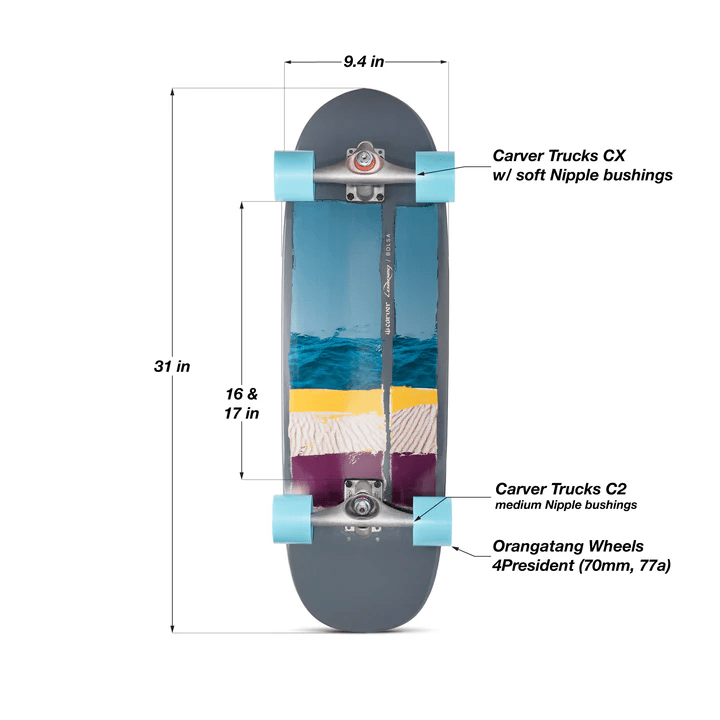 9.4 in
Carver Trucks CX
w/ soft Nipple bushings
carver Loaded / BOLSA
31 in
16 &
17 in
Carver Trucks C2
medium Nipple bushings
Orangatang Wheels
4President (70mm, 77a)